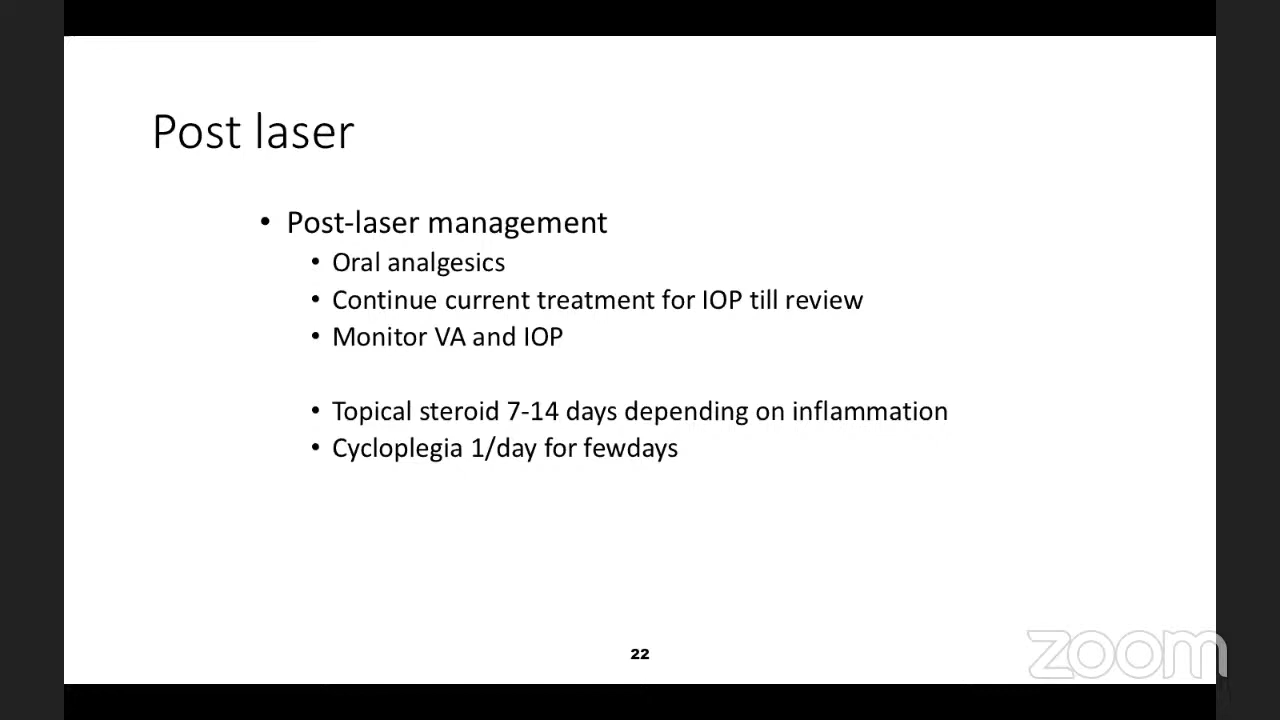 Post laser
• Post-laser management
• Oral analgesics
• Continue current treatment for IOP till review
• Monitor VA and IOP
• Topical steroid 7-14 days depending on inflammation
• Cycloplegia 1/day for fewdays
22
zoom